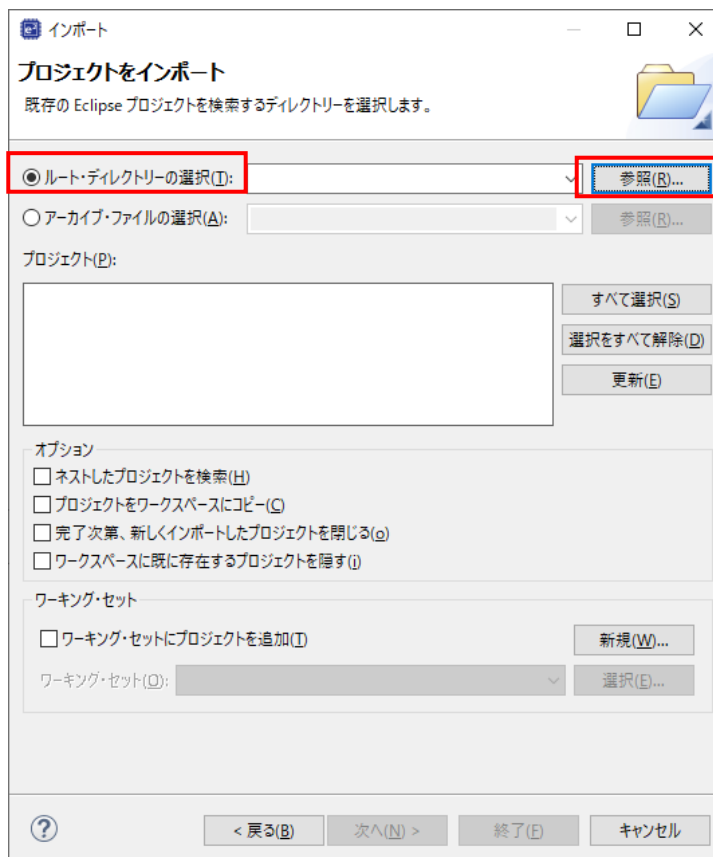 インポート
プロジェクトをインポート
既存の Eclipse プロジェクトを検索するディレクトリーを選択します。
ルート・ディレクトリーの選択(T): 参照(R)...
アーカイブ・ファイルの選択(A): 参照(R)...
プロジェクト(P):
すべて選択(S)
選択をすべて解除(D)
更新(E)
オプション
ネストしたプロジェクトを検索(H)
プロジェクトをワークスペースにコピー(C)
完了次第、新しくインポートしたプロジェクトを閉じる(o)
ワークスペースに既に存在するプロジェクトを隠す(i)
ワーキング・セット
ワーキング・セットにプロジェクトを追加(T) 新規(W)...
ワーキング・セット(O): 選択(E)...
< 戻る(B) 次へ(N) > 終了(F) キャンセル